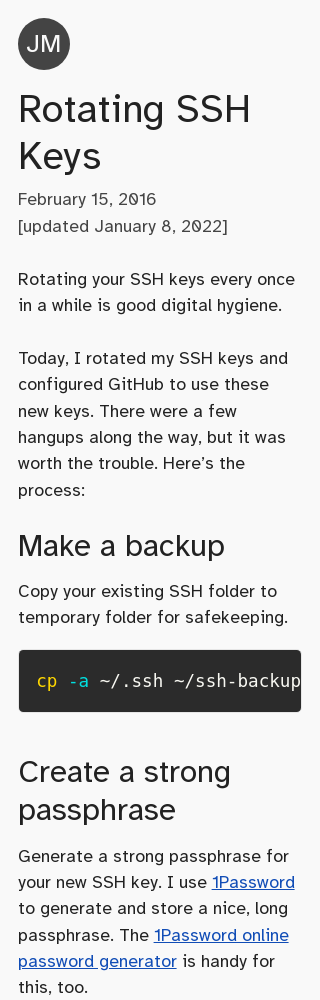 JM
Rotating SSH
Keys
February 15, 2016
[updated January 8, 2022]
Rotating your SSH keys every once
in a while is good digital hygiene.
Today, I rotated my SSH keys and
configured GitHub to use these
new keys. There were a few
hangups along the way, but it was
worth the trouble. Here’s the
process:
Make a backup
Copy your existing SSH folder to
temporary folder for safekeeping.
cp -a ~/.ssh ~/ssh-backup
Create a strong
passphrase
Generate a strong passphrase for
your new SSH key. I use 1Password
to generate and store a nice, long
passphrase. The 1Password online
password generator is handy for
this, too.